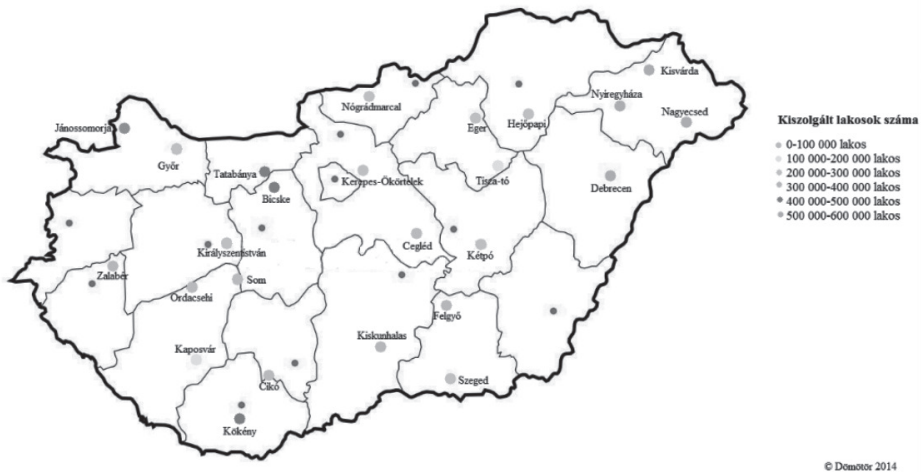 Kisvárda
Nógrádmarcal
Nyíregyháza
Nagyecsed
Jánossomorja
Eger
Hejőpapi
Kiszolgált lakosok száma
Győr
0-100 000 lakos
100 000-200 000 lakos
200 000-300 000 lakos
300 000-400 000 lakos
400 000-500 000 lakos
500 000-600 000 lakos
Tatabánya
Kerepes-Ökörtelek
Tisza-tó
Debrecen
Bicske
Cegléd
Királyszentistván
Kétpó
Zalabér
Som
Ordacsehi
Felgyő
Kiskunhalas
Kaposvár
Szeged
Cikó
Kökény
© Dömötör 2014